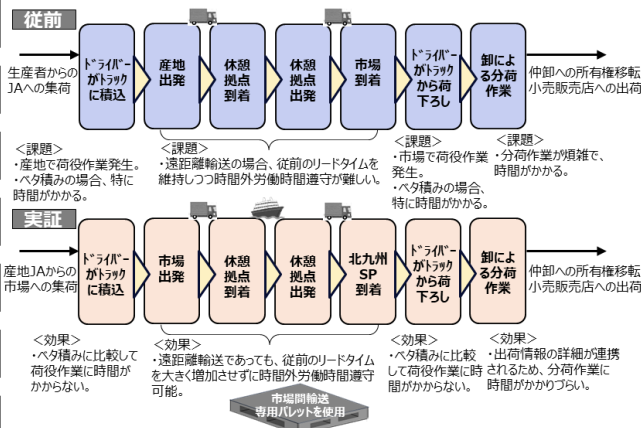 従前
生産者からの
JAへの集荷
ﾄﾞﾗｲﾊﾞｰ
がﾄﾗｯｸ
に積込
産地
出発
休憩
拠点
到着
休憩
拠点
出発
市場
到着
ﾄﾞﾗｲﾊﾞｰ
がﾄﾗｯｸ
から荷
下ろし
卸によ
る分荷
作業
仲卸への所有権移転
小売販売店への出荷
＜課題＞
・産地で荷役作業発生。
・ベタ積みの場合、特に
時間がかかる。
＜課題＞
・遠距離輸送の場合、従前のリードタイムを
維持しつつ時間外労働時間遵守が難しい。
＜課題＞
・市場で荷役作業
発生。
・ベタ積みの場合、
特に時間がかかる。
＜課題＞
・分荷作業が煩雑で、
時間がかかる。
実証
産地JAからの
市場への集荷
ﾄﾞﾗｲﾊﾞｰ
がﾄﾗｯｸ
に積込
市場
出発
休憩
拠点
到着
休憩
拠点
出発
北九州
SP
到着
ﾄﾞﾗｲﾊﾞｰ
がﾄﾗｯｸ
から荷
下ろし
卸によ
る分荷
作業
仲卸への所有権移転
小売販売店への出荷
＜効果＞
・ベタ積みに比較して
荷役作業に時間が
かからない。
＜効果＞
・遠距離輸送であっても、従前のリードタイム
を大きく増加させずに時間外労働時間遵守
可能。
＜効果＞
・ベタ積みに比較
して荷役作業に時
間がかからない。
＜効果＞
・出荷情報の詳細が連携
されるため、分荷作業に
時間がかかりづらい。
市場間輸送
専用パレットを使用